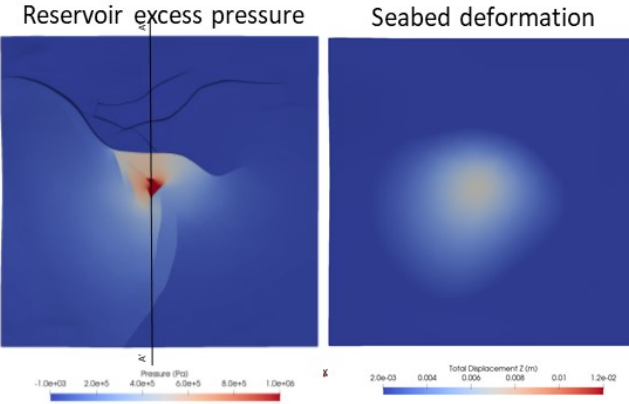 Reservoir excess pressure
Seabed deformation
A
A'
Pressure (Pa)
-1.0e+03 2.0e+5 4.0e+5 6.0e+5 8.0e+5 1.0e+06
Total Displacement Z (m)
2.0e-03 0.004 0.006 0.008 0.01 1.2e-02